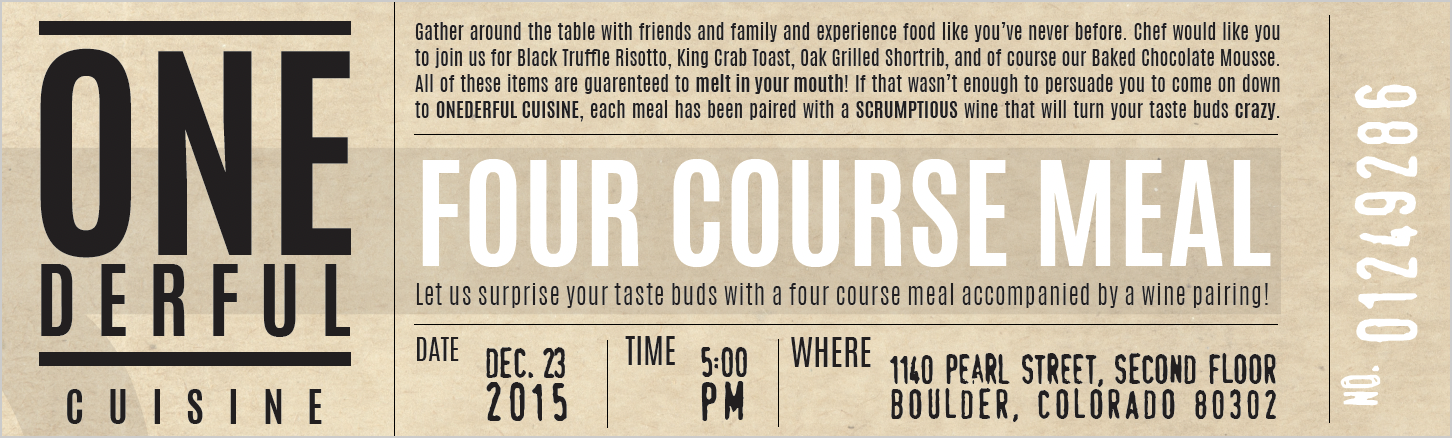 ONE
DERFUL
CUISINE
Gather around the table with friends and family and experience food like you've never before. Chef would like you
to join us for Black Truffle Risotto, King Crab Toast, Oak Grilled Shortrib, and of course our Baked Chocolate Mousse.
All of these items are guarenteed to melt in your mouth! If that wasn't enough to persuade you to come on down
to ONEDERFUL CUISINE, each meal has been paired with a SCRUMPTIOUS wine that will turn your taste buds crazy.
FOUR COURSE MEAL
Let us surprise your taste buds with a four course meal accompanied by a wine pairing!
DATE
DEC. 23
2015
TIME
5:00
PM
WHERE
1140 PEARL STREET, SECOND FLOOR
BOULDER, COLORADO 80302
NO. 01249286